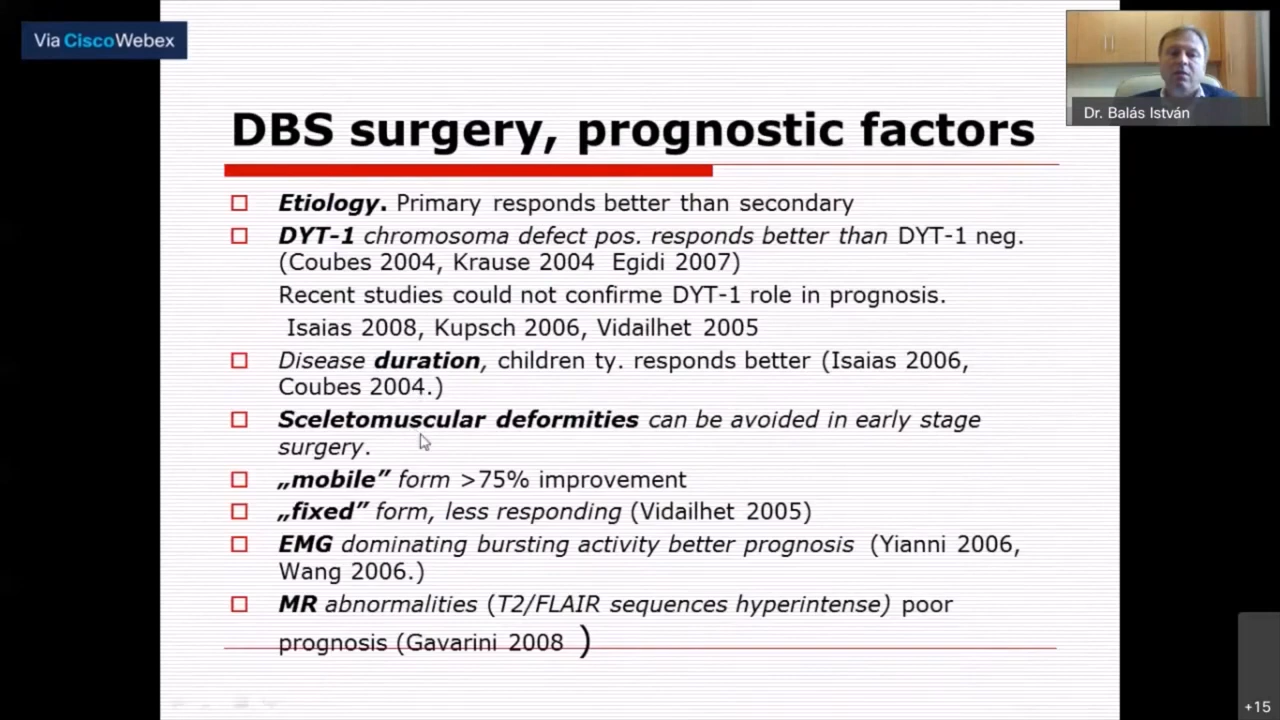 Via CiscoWebex
Dr. Balás István
DBS surgery, prognostic factors
Etiology. Primary responds better than secondary
DYT-1 chromosoma defect pos. responds better than DYT-1 neg.
(Coubes 2004, Krause 2004 Egidi 2007)
Recent studies could not confirme DYT-1 role in prognosis.
Isaias 2008, Kupsch 2006, Vidailhet 2005
Disease duration, children ty. responds better (Isaias 2006,
Coubes 2004.)
Sceletomuscular deformities can be avoided in early stage
surgery.
„mobile” form >75% improvement
„fixed” form, less responding (Vidailhet 2005)
EMG dominating bursting activity better prognosis (Yianni 2006,
Wang 2006.)
MR abnormalities (T2/FLAIR sequences hyperintense) poor
prognosis (Gavarini 2008 )
+15